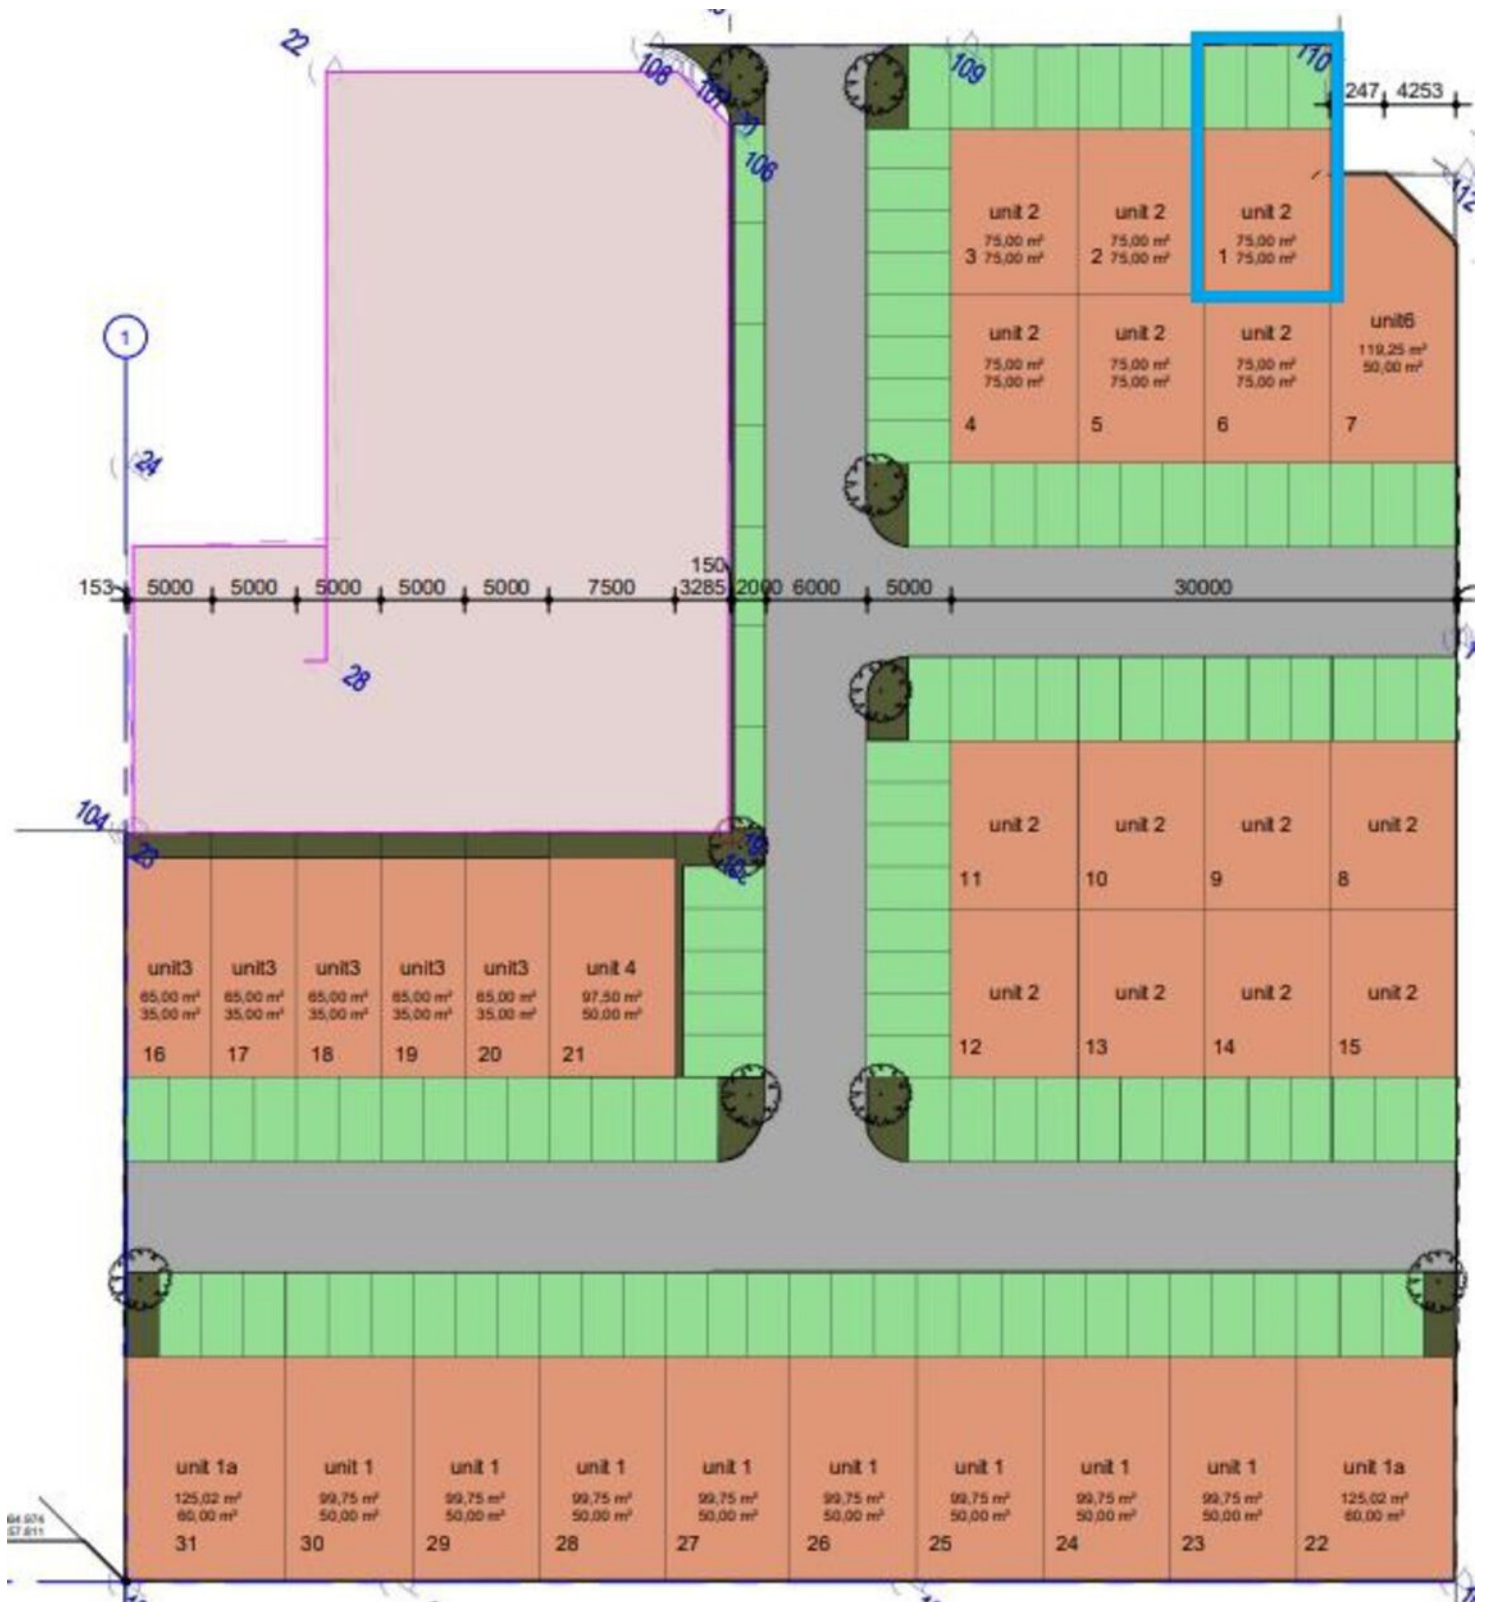 22
108
109
110
247 4253
106
112
unit 2
75,00 m²
3 75,00 m²
unit 2
75,00 m²
2 75,00 m²
unit 2
75,00 m²
1 75,00 m²
1
unit 2
75,00 m²
75,00 m²
4
unit 2
75,00 m²
75,00 m²
5
unit 2
75,00 m²
75,00 m²
6
unit6
119,25 m²
50,00 m²
7
24
150
153 5000 5000 5000 5000 5000 7500 3285 2000 6000 5000 30000
28
104
23
unit 2
11
unit 2
10
unit 2
9
unit 2
8
unit3
65,00 m²
35,00 m²
16
unit3
65,00 m²
35,00 m²
17
unit3
65,00 m²
35,00 m²
18
unit3
65,00 m²
35,00 m²
19
unit3
65,00 m²
35,00 m²
20
unit 4
97,50 m²
50,00 m²
21
unit 2
12
unit 2
13
unit 2
14
unit 2
15
unit 1a
125,02 m²
60,00 m²
31
unit 1
99,75 m²
50,00 m²
30
unit 1
99,75 m²
50,00 m²
29
unit 1
99,75 m²
50,00 m²
28
unit 1
99,75 m²
50,00 m²
27
unit 1
99,75 m²
50,00 m²
26
unit 1
99,75 m²
50,00 m²
25
unit 1
99,75 m²
50,00 m²
24
unit 1
99,75 m²
50,00 m²
23
unit 1a
125,02 m²
60,00 m²
22